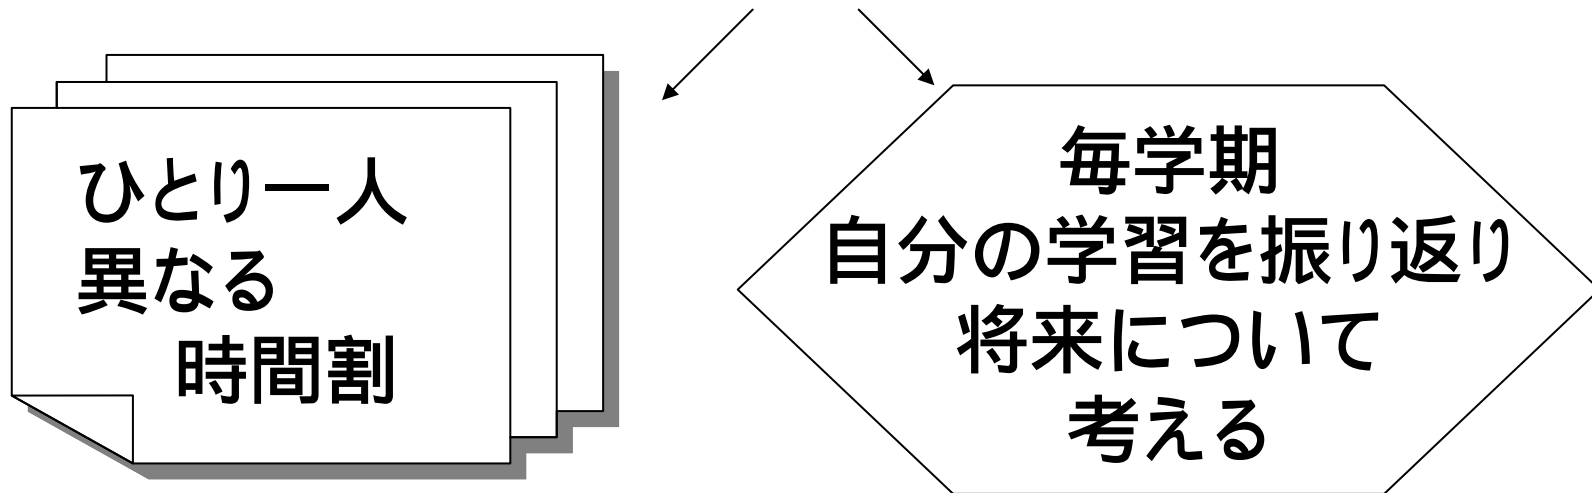 ひとり一人
異なる
時間割
毎学期
自分の学習を振り返り
将来について
考える